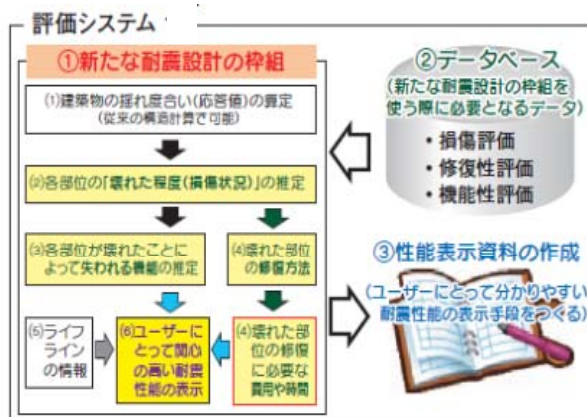 評価システム
①新たな耐震設計の枠組
(1)建築物の揺れ度合い(応答値)の算定
(従来の構造計算で可能)
(2)各部位の「壊れた程度(損傷状況)」の推定
(3)各部位が壊れたことに
よって失われる機能の推定
(4)壊れた部位
の修復方法
(5)ライフ
ラインの
情報
(6)ユーザーに
とって関心
の高い耐震
性能の表示
(4)壊れた部
位の修復
に必要な
費用や時間
②データベース
(新たな耐震設計の枠組を
使う際に必要となるデータ)
・損傷評価
・修復性評価
・機能性評価
③性能表示資料の作成
(ユーザーにとって分かりやすい
耐震性能の表示手段をつくる)